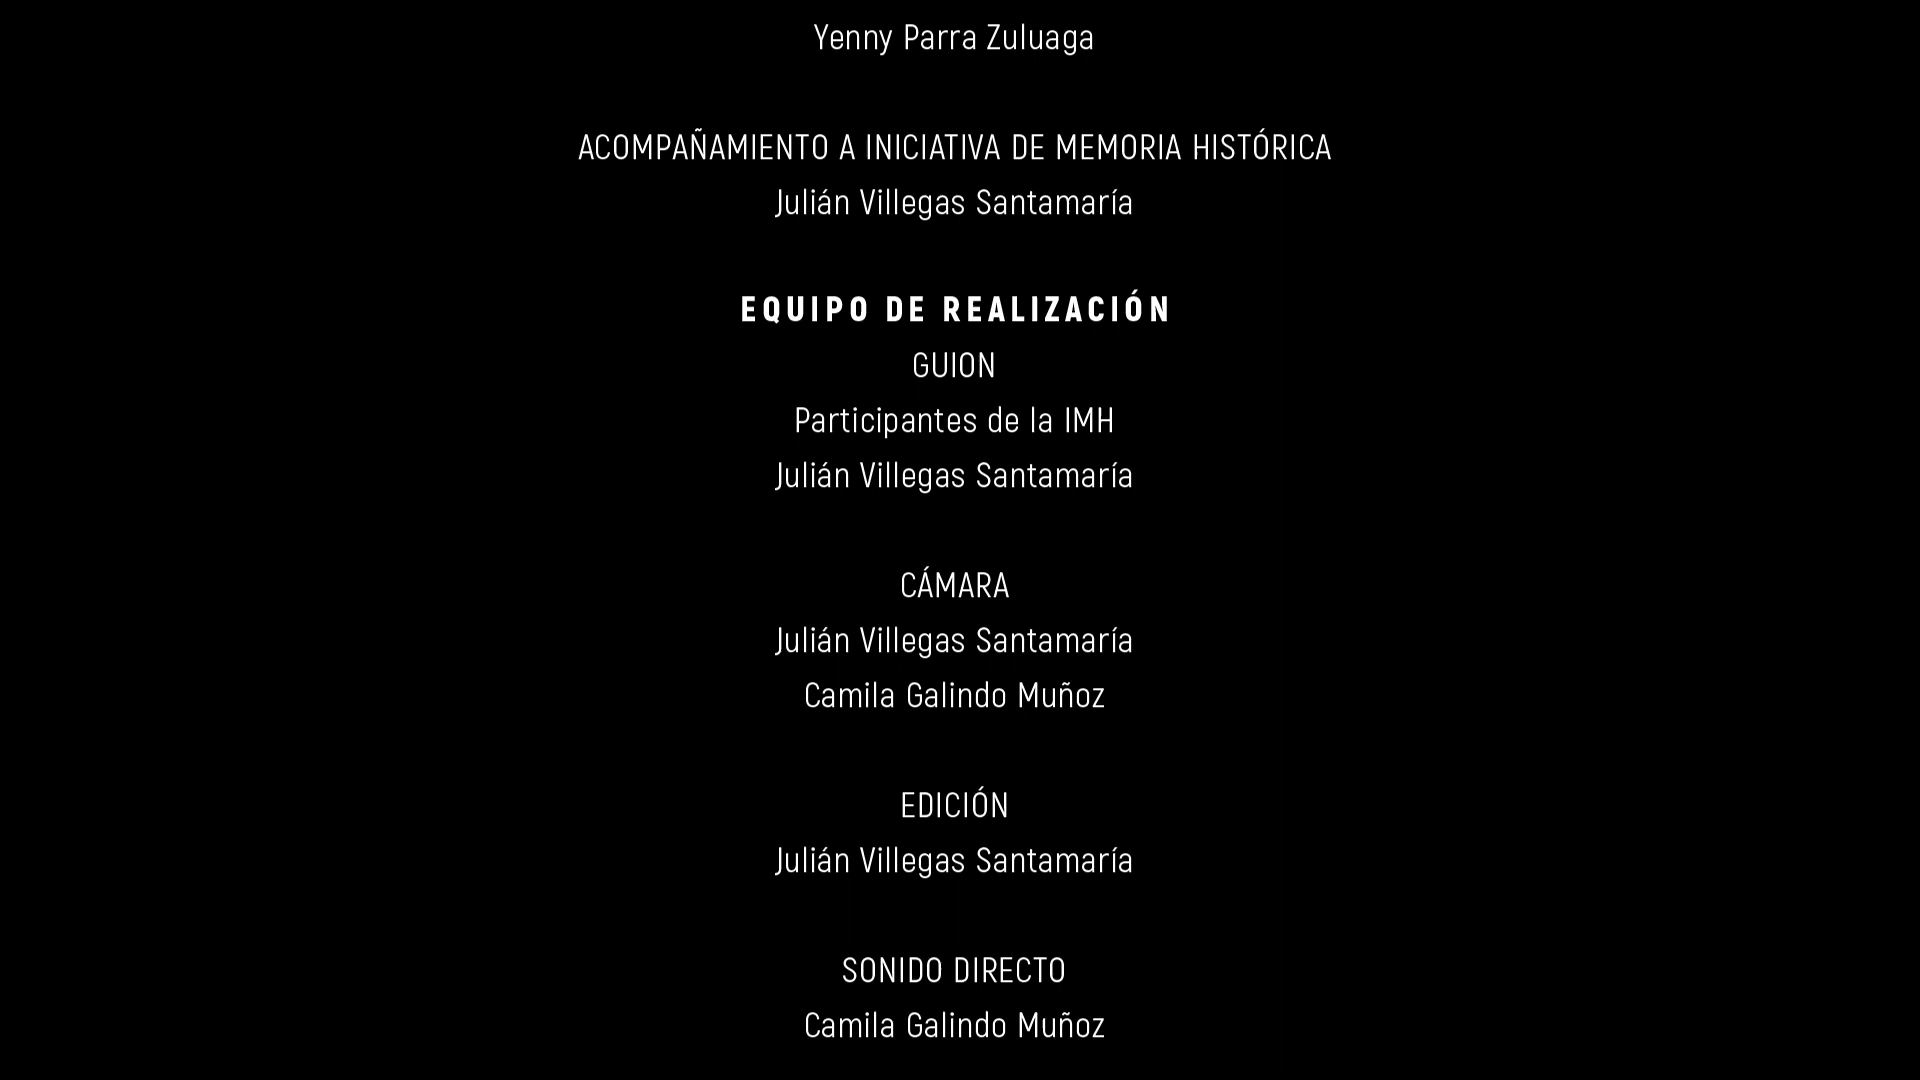 Yenny Parra Zuluaga
ACOMPAÑAMIENTO A INICIATIVA DE MEMORIA HISTÓRICA
Julián Villegas Santamaría
EQUIPO DE REALIZACIÓN
GUION
Participantes de la IMH
Julián Villegas Santamaría
CÁMARA
Julián Villegas Santamaría
Camila Galindo Muñoz
EDICIÓN
Julián Villegas Santamaría
SONIDO DIRECTO
Camila Galindo Muñoz